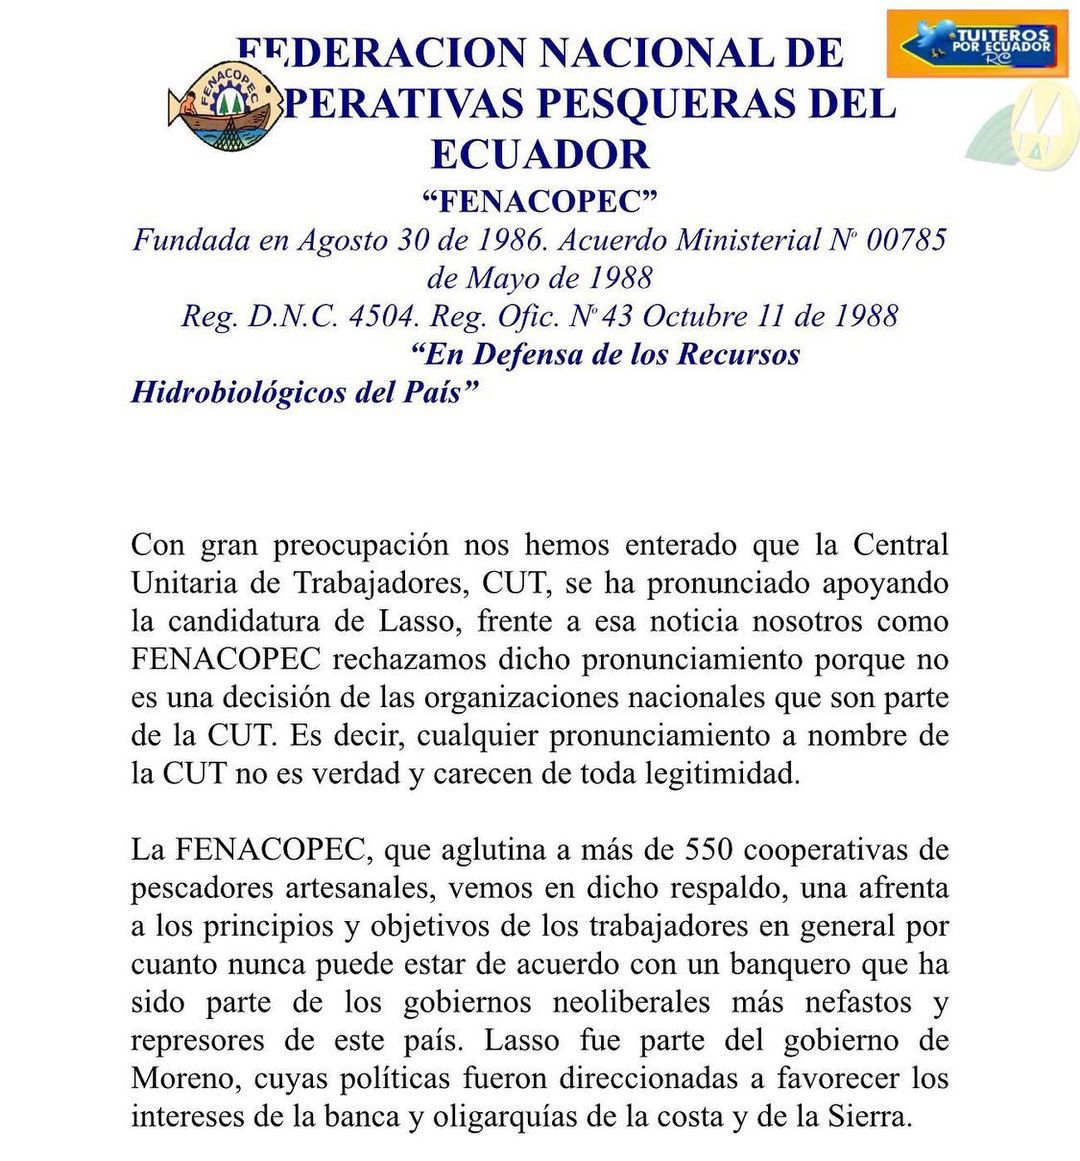 TUITEROS
POR ECUADOR
RC
FEDERACION NACIONAL DE
FENACOPEC
PERATIVAS PESQUERAS DEL
ECUADOR
“FENACOPEC”
Fundada en Agosto 30 de 1986. Acuerdo Ministerial Nº 00785
de Mayo de 1988
Reg. D.N.C. 4504. Reg. Ofic. Nº 43 Octubre 11 de 1988
“En Defensa de los Recursos
Hidrobiológicos del País”
Con gran preocupación nos hemos enterado que la Central
Unitaria de Trabajadores, CUT, se ha pronunciado apoyando
la candidatura de Lasso, frente a esa noticia nosotros como
FENACOPEC rechazamos dicho pronunciamiento porque no
es una decisión de las organizaciones nacionales que son parte
de la CUT. Es decir, cualquier pronunciamiento a nombre de
la CUT no es verdad y carecen de toda legitimidad.
La FENACOPEC, que aglutina a más de 550 cooperativas de
pescadores artesanales, vemos en dicho respaldo, una afrenta
a los principios y objetivos de los trabajadores en general por
cuanto nunca puede estar de acuerdo con un banquero que ha
sido parte de los gobiernos neoliberales más nefastos y
represores de este país. Lasso fue parte del gobierno de
Moreno, cuyas políticas fueron direccionadas a favorecer los
intereses de la banca y oligarquías de la costa y de la Sierra.